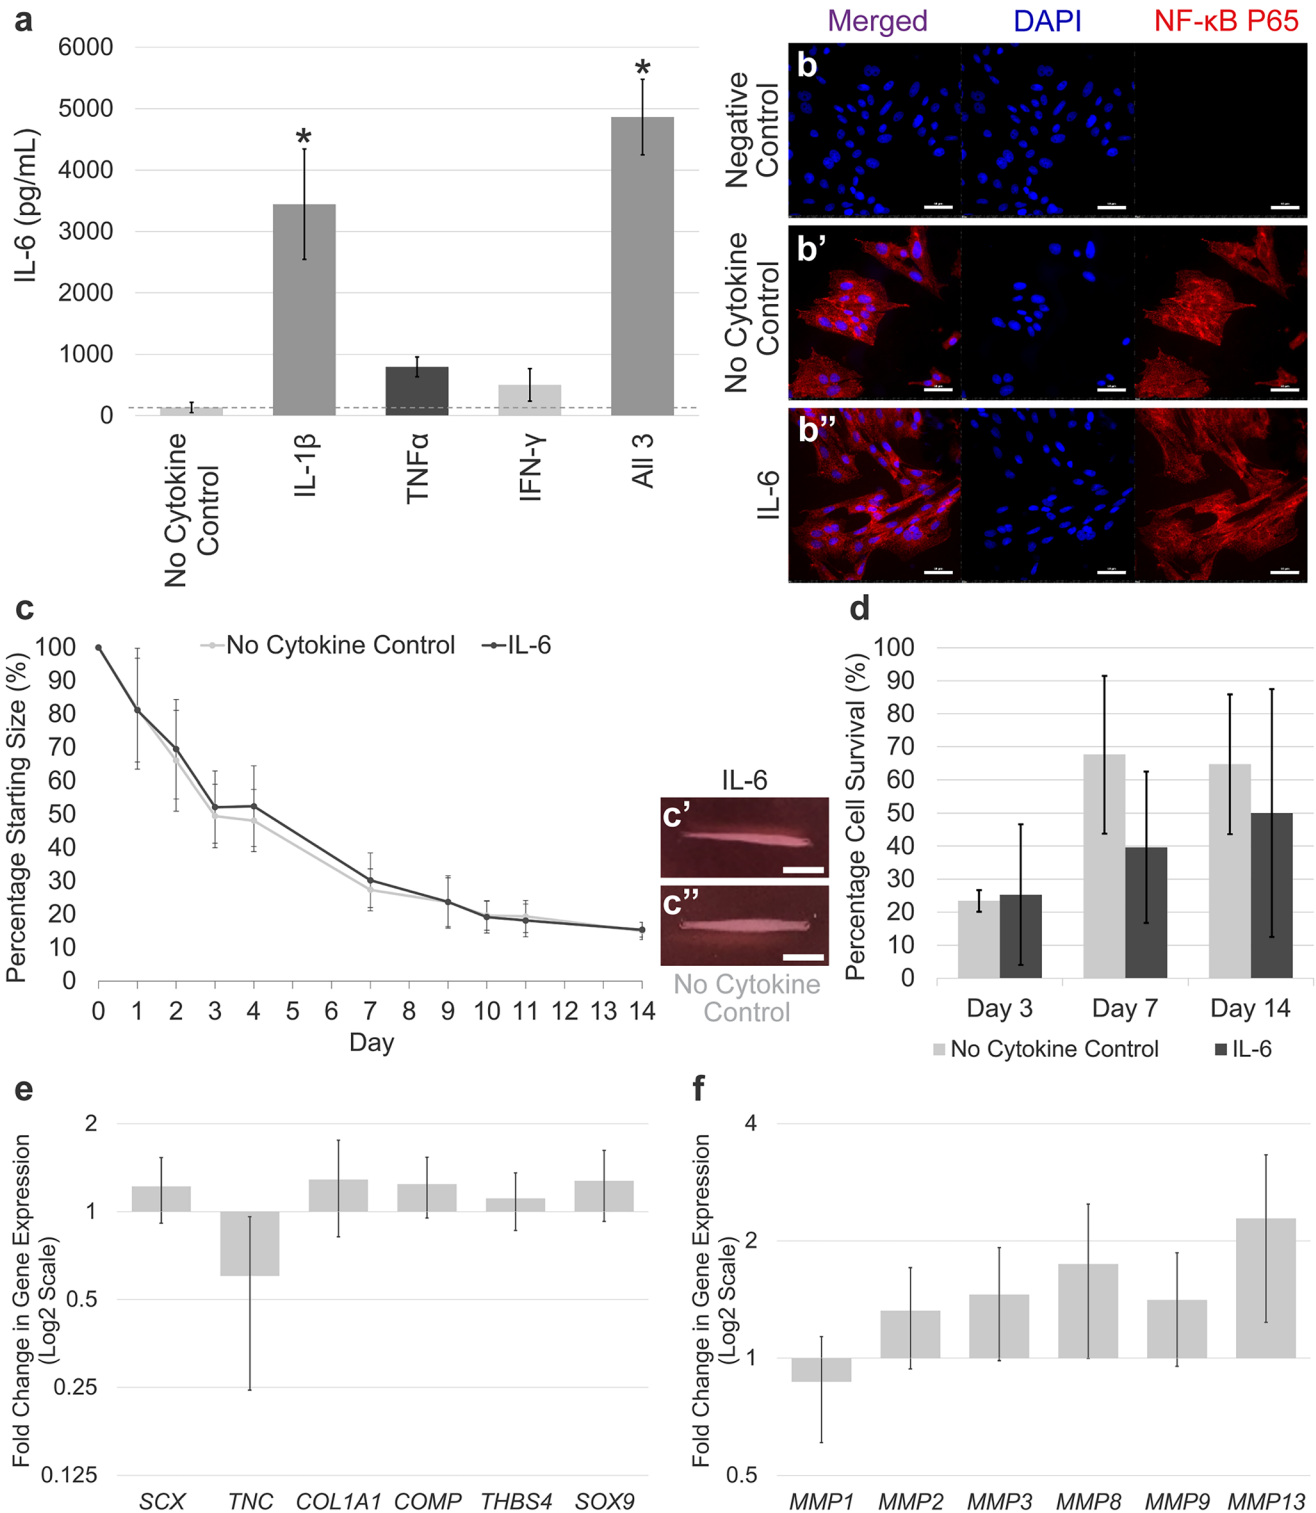 a
6000
5000
4000
3000
2000
1000
0
IL-6 (pg/mL)
*
*
No Cytokine
Control
IL-1β
TNFα
IFN-γ
All 3
Merged
DAPI
NF-κB P65
Negative
Control
b
No Cytokine
Control
b’
IL-6
b’’
c
Percentage Starting Size (%)
100
90
80
70
60
50
40
30
20
10
0
No Cytokine Control
IL-6
0 1 2 3 4 5 6 7 8 9 10 11 12 13 14
Day
IL-6
c’
c’’
No Cytokine
Control
d
Percentage Cell Survival (%)
100
90
80
70
60
50
40
30
20
10
0
Day 3
Day 7
Day 14
No Cytokine Control
IL-6
e
Fold Change in Gene Expression
(Log2 Scale)
2
1
0.5
0.25
0.125
SCX
TNC
COL1A1
COMP
THBS4
SOX9
f
Fold Change in Gene Expression
(Log2 Scale)
4
2
1
0.5
MMP1
MMP2
MMP3
MMP8
MMP9
MMP13